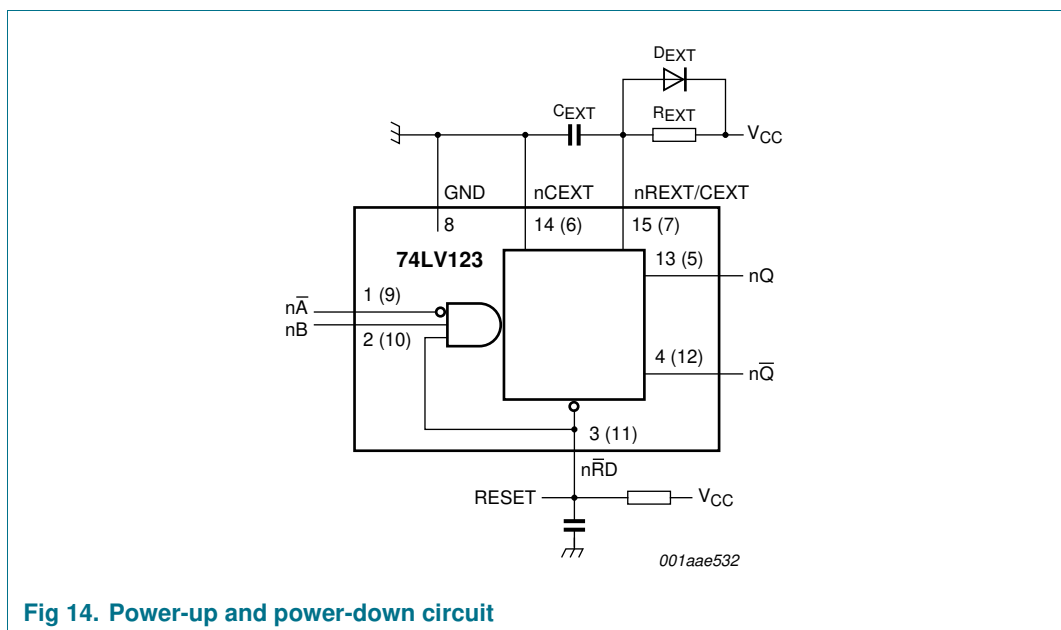 DEXT
CEXT
REXT
VCC
GND
nCEXT
nREXT/CEXT
8
14 (6)
15 (7)
74LV123
13 (5)
nQ
1 (9)
nA̅
nB
2 (10)
4 (12)
nQ̅
3 (11)
nR̅D
RESET
VCC
001aae532
Fig 14. Power-up and power-down circuit